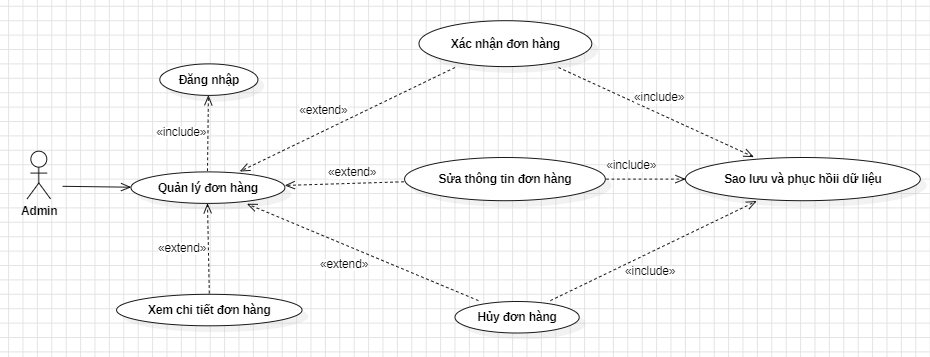 Xác nhận đơn hàng
Đăng nhập
«extend»
«include»
«include»
«extend»
«include»
Quản lý đơn hàng
Sửa thông tin đơn hàng
Sao lưu và phục hồii dữ liệu
Admin
«extend»
«extend»
«include»
Xem chi tiết đơn hàng
Hủy đơn hàng